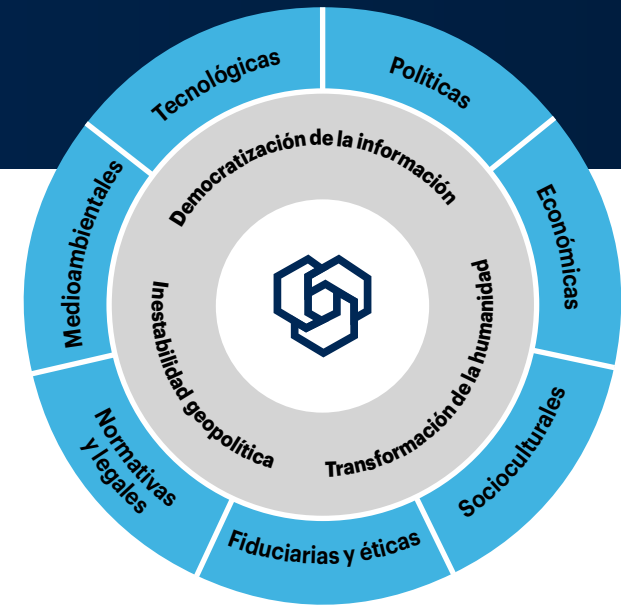 Tecnológicas
Políticas
Económicas
Socioculturales
Fiduciarias y éticas
Normativas
y legales
Medioambientales
Democratización de la información
Transformación de la humanidad
Inestabilidad geopolítica